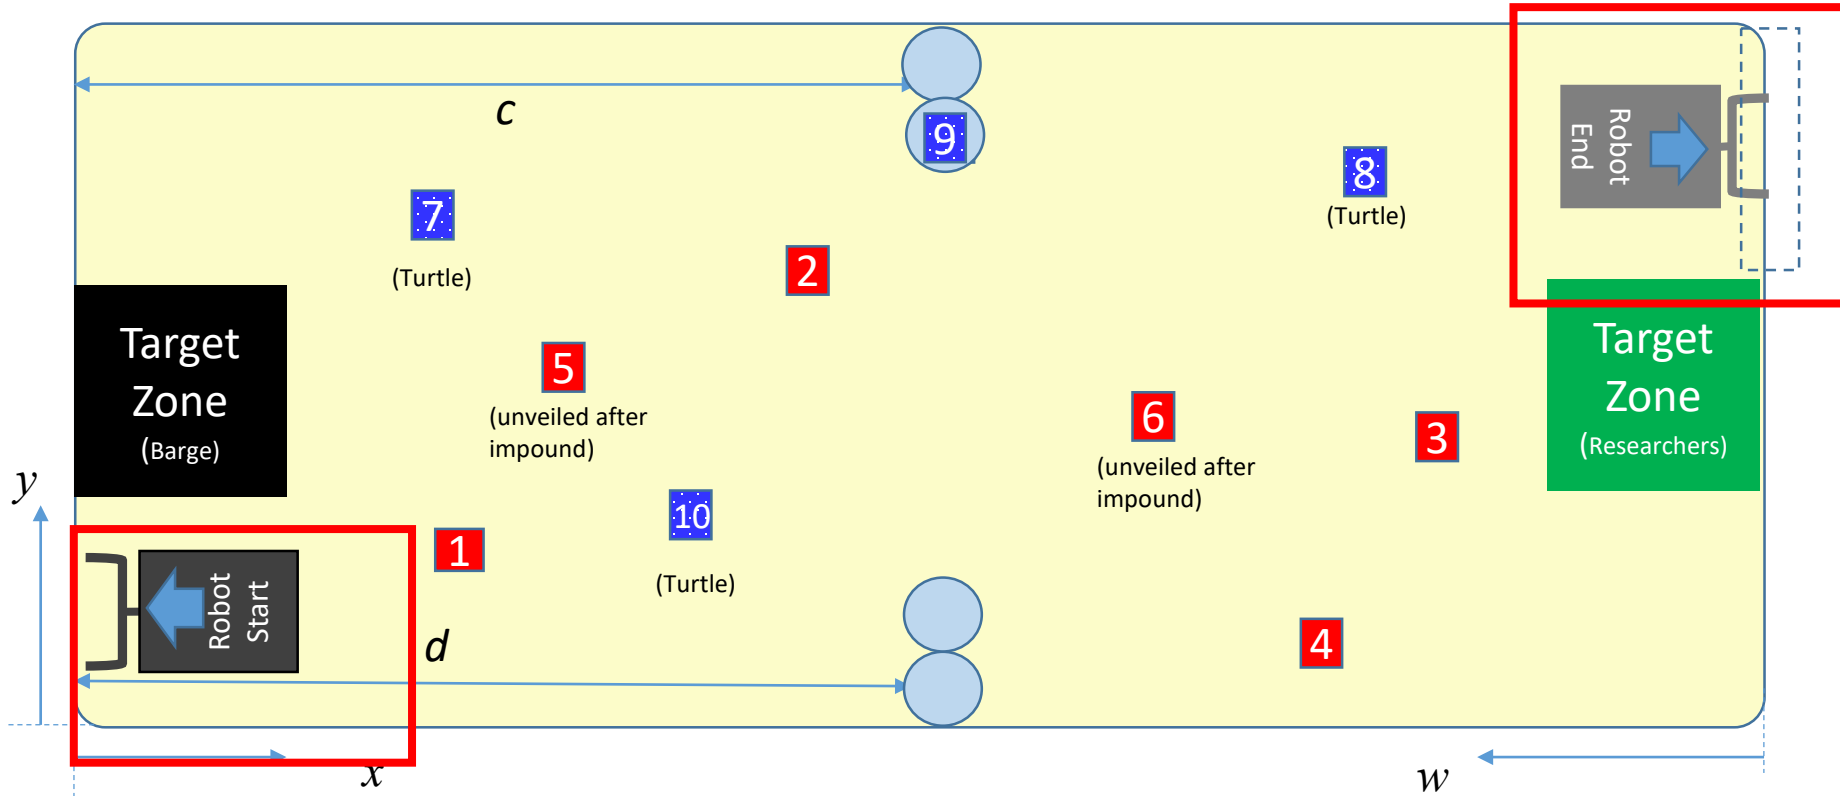 c
9
8
(Turtle)
Robot
End
7
(Turtle)
2
Target
Zone
(Barge)
5
(unveiled after
impound)
6
(unveiled after
impound)
3
Target
Zone
(Researchers)
y
10
(Turtle)
1
Robot
Start
d
4
x
w